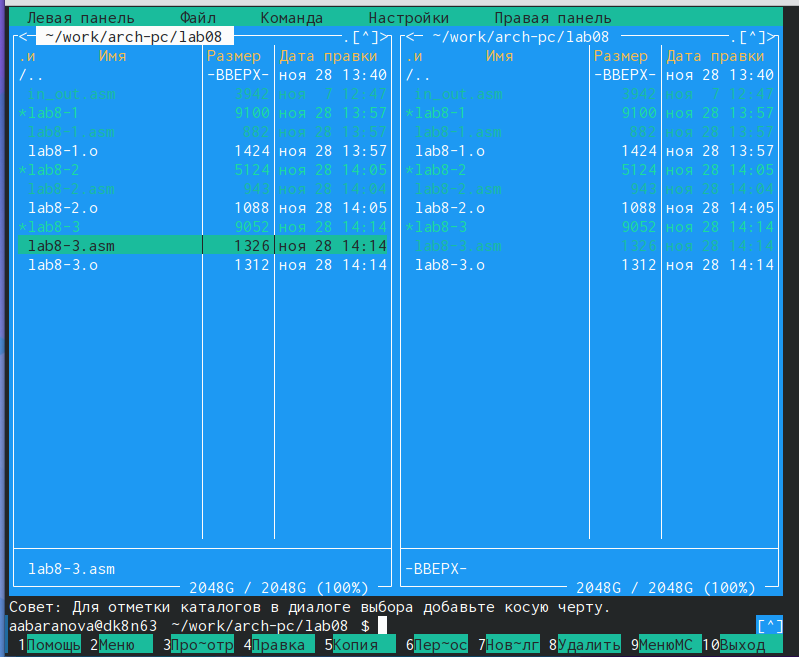 Левая панель Файл Команда Настройки Правая панель
<- ~/work/arch-pc/lab08 .[^]> <- ~/work/arch-pc/lab08 .[^]>
.и Имя Размер Дата правки .и Имя Размер Дата правки
/.. -ВВЕРХ- ноя 28 13:40 /.. -ВВЕРХ- ноя 28 13:40
in_out.asm 3942 ноя 7 12:47 in_out.asm 3942 ноя 7 12:47
*lab8-1 9100 ноя 28 13:57 *lab8-1 9100 ноя 28 13:57
lab8-1.asm 882 ноя 28 13:57 lab8-1.asm 882 ноя 28 13:57
lab8-1.o 1424 ноя 28 13:57 lab8-1.o 1424 ноя 28 13:57
*lab8-2 5124 ноя 28 14:05 *lab8-2 5124 ноя 28 14:05
lab8-2.asm 943 ноя 28 14:04 lab8-2.asm 943 ноя 28 14:04
lab8-2.o 1088 ноя 28 14:05 lab8-2.o 1088 ноя 28 14:05
*lab8-3 9052 ноя 28 14:14 *lab8-3 9052 ноя 28 14:14
lab8-3.asm 1326 ноя 28 14:14 lab8-3.asm 1326 ноя 28 14:14
lab8-3.o 1312 ноя 28 14:14 lab8-3.o 1312 ноя 28 14:14
lab8-3.asm -ВВЕРХ-
2048G / 2048G (100%) 2048G / 2048G (100%)
Совет: Для отметки каталогов в диалоге выбора добавьте косую черту.
aabaranova@dk8n63 ~/work/arch-pc/lab08 $ [^]
1Помощь 2Меню 3Про~отр 4Правка 5Копия 6Пер~ос 7Нов~лг 8Удалить 9МенюМС 10Выход